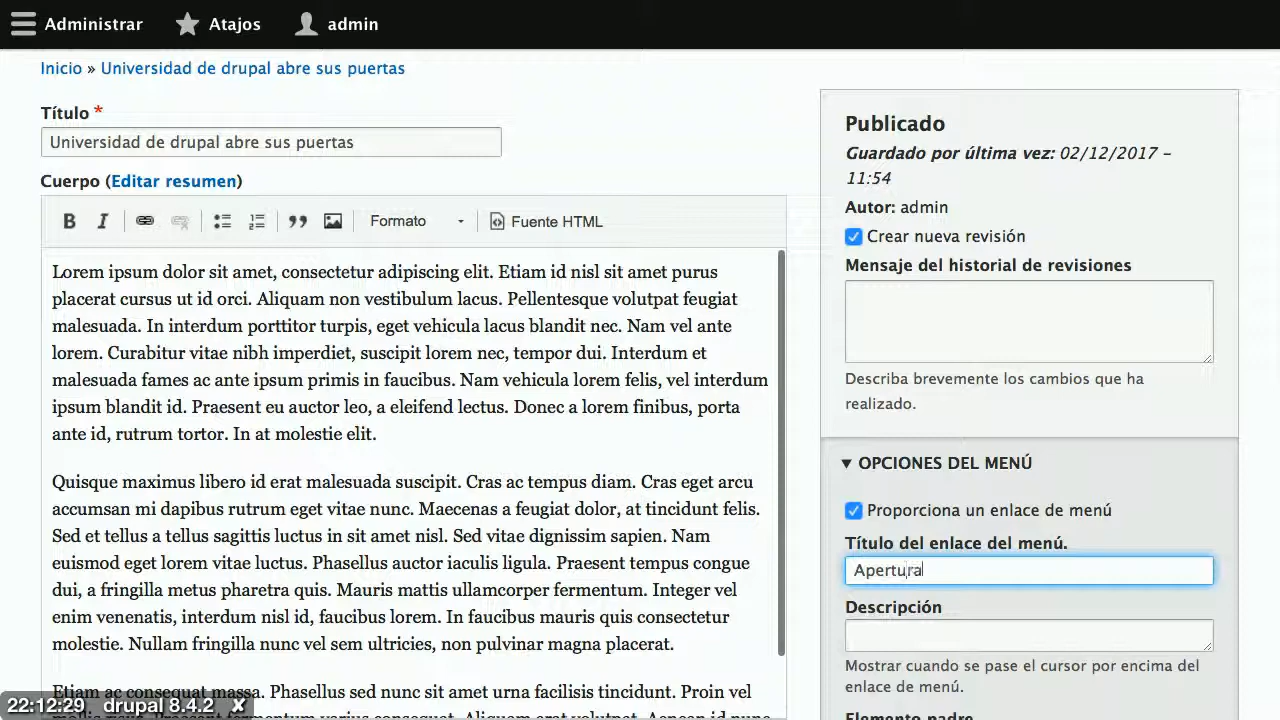 Administrar Atajos admin
Inicio » Universidad de drupal abre sus puertas
Título *
Universidad de drupal abre sus puertas
Cuerpo (Editar resumen)
B I Formato Fuente HTML
Lorem ipsum dolor sit amet, consectetur adipiscing elit. Etiam id nisl sit amet purus
placerat cursus ut id orci. Aliquam non vestibulum lacus. Pellentesque volutpat feugiat
malesuada. In interdum porttitor turpis, eget vehicula lacus blandit nec. Nam vel ante
lorem. Curabitur vitae nibh imperdiet, suscipit lorem nec, tempor dui. Interdum et
malesuada fames ac ante ipsum primis in faucibus. Nam vehicula lorem felis, vel interdum
ipsum blandit id. Praesent eu auctor leo, a eleifend lectus. Donec a lorem finibus, porta
ante id, rutrum tortor. In at molestie elit.
Quisque maximus libero id erat malesuada suscipit. Cras ac tempus diam. Cras eget arcu
accumsan mi dapibus rutrum eget vitae nunc. Maecenas a feugiat dolor, at tincidunt felis.
Sed et tellus a tellus sagittis luctus in sit amet nisl. Sed vitae dignissim sapien. Nam
euismod eget lorem vitae luctus. Phasellus auctor iaculis ligula. Praesent tempus congue
dui, a fringilla metus pharetra quis. Mauris mattis ullamcorper fermentum. Integer vel
enim venenatis, interdum nisl id, faucibus lorem. In faucibus mauris quis consectetur
molestie. Nullam fringilla nunc vel sem ultricies, non pulvinar magna placerat.
Etiam ac consequat massa. Phasellus sed nunc sit amet urna facilisis tincidunt. Proin vel
22:12:29 drupal 8.4.2 ✘
Publicado
Guardado por última vez: 02/12/2017 –
11:54
Autor: admin
Crear nueva revisión
Mensaje del historial de revisiones
Describa brevemente los cambios que ha
realizado.
▼ OPCIONES DEL MENÚ
Proporciona un enlace de menú
Título del enlace del menú.
Apertura
Descripción
Mostrar cuando se pase el cursor por encima del
enlace de menú.
Elemento padre